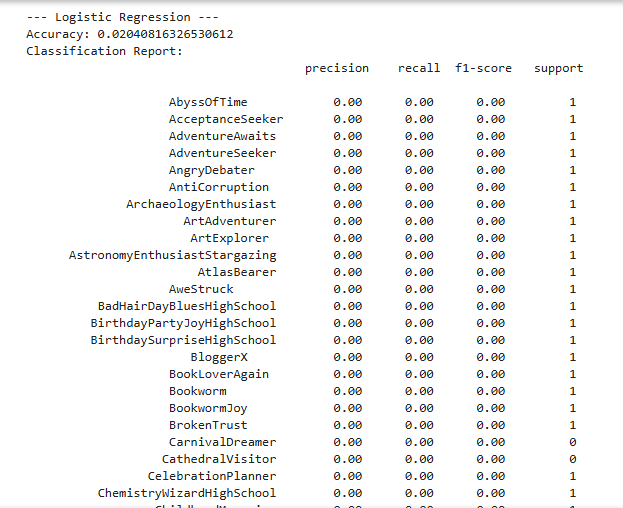 --- Logistic Regression ---
Accuracy: 0.02040816326530612
Classification Report:
precision recall f1-score support
AbyssOfTime 0.00 0.00 0.00 1
AcceptanceSeeker 0.00 0.00 0.00 1
AdventureAwaits 0.00 0.00 0.00 1
AdventureSeeker 0.00 0.00 0.00 1
AngryDebater 0.00 0.00 0.00 1
AntiCorruption 0.00 0.00 0.00 1
ArchaeologyEnthusiast 0.00 0.00 0.00 1
ArtAdventurer 0.00 0.00 0.00 1
ArtExplorer 0.00 0.00 0.00 1
AstronomyEnthusiastStargazing 0.00 0.00 0.00 1
AtlasBearer 0.00 0.00 0.00 1
AweStruck 0.00 0.00 0.00 1
BadHairDayBluesHighSchool 0.00 0.00 0.00 1
BirthdayPartyJoyHighSchool 0.00 0.00 0.00 1
BirthdaySurpriseHighSchool 0.00 0.00 0.00 1
BloggerX 0.00 0.00 0.00 1
BookLoverAgain 0.00 0.00 0.00 1
Bookworm 0.00 0.00 0.00 1
BookwormJoy 0.00 0.00 0.00 1
BrokenTrust 0.00 0.00 0.00 1
CarnivalDreamer 0.00 0.00 0.00 0
CathedralVisitor 0.00 0.00 0.00 0
CelebrationPlanner 0.00 0.00 0.00 1
ChemistryWizardHighSchool 0.00 0.00 0.00 1